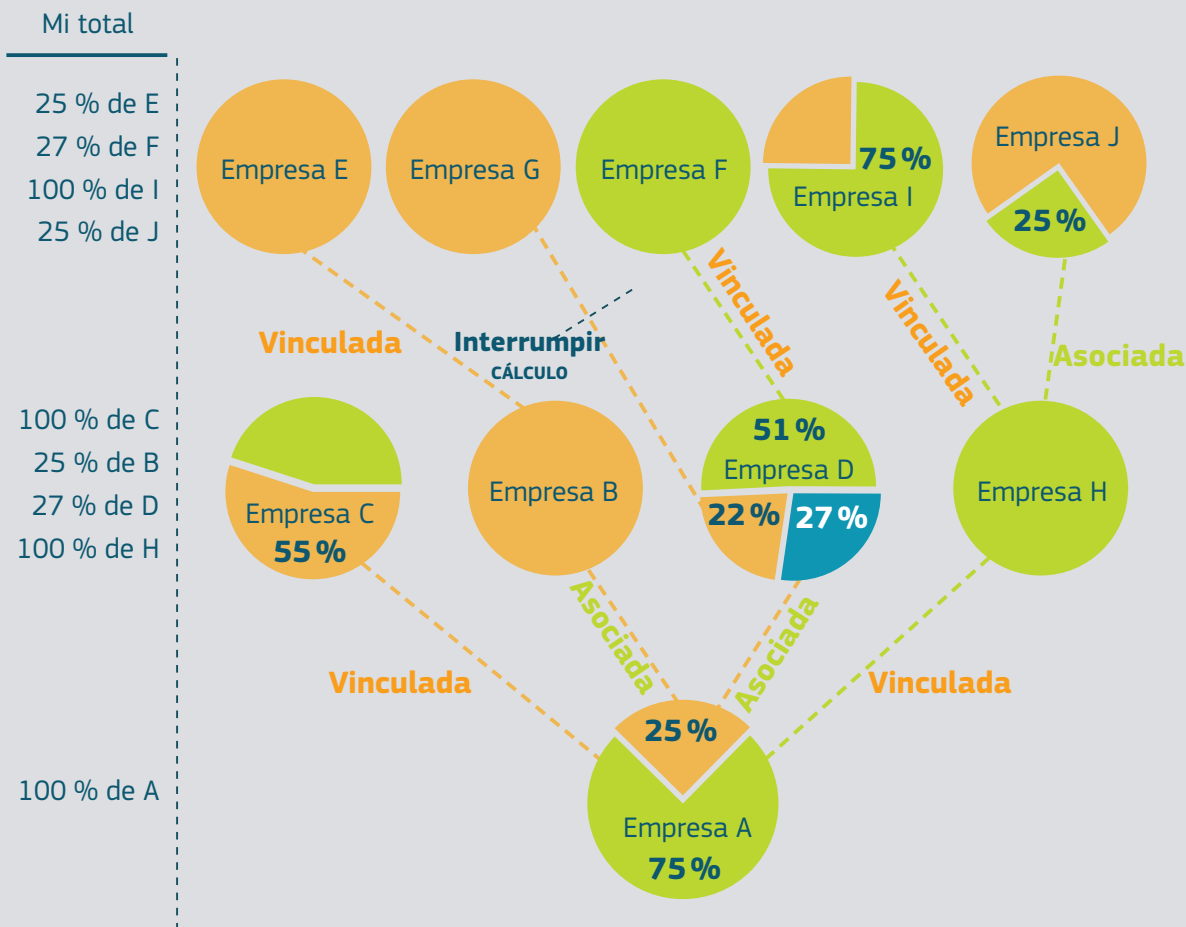 Mi total
25 % de E
27 % de F
100 % de I
25 % de J
Empresa E
Empresa G
Empresa F
75 %
Empresa I
Empresa J
25 %
Vinculada
Interrumpir
CÁLCULO
Vinculada
Vinculada
Asociada
100 % de C
25 % de B
27 % de D
100 % de H
Empresa C
55 %
Empresa B
51 %
Empresa D
22 %
27 %
Empresa H
Vinculada
Asociada
Asociada
Vinculada
100 % de A
25 %
Empresa A
75 %